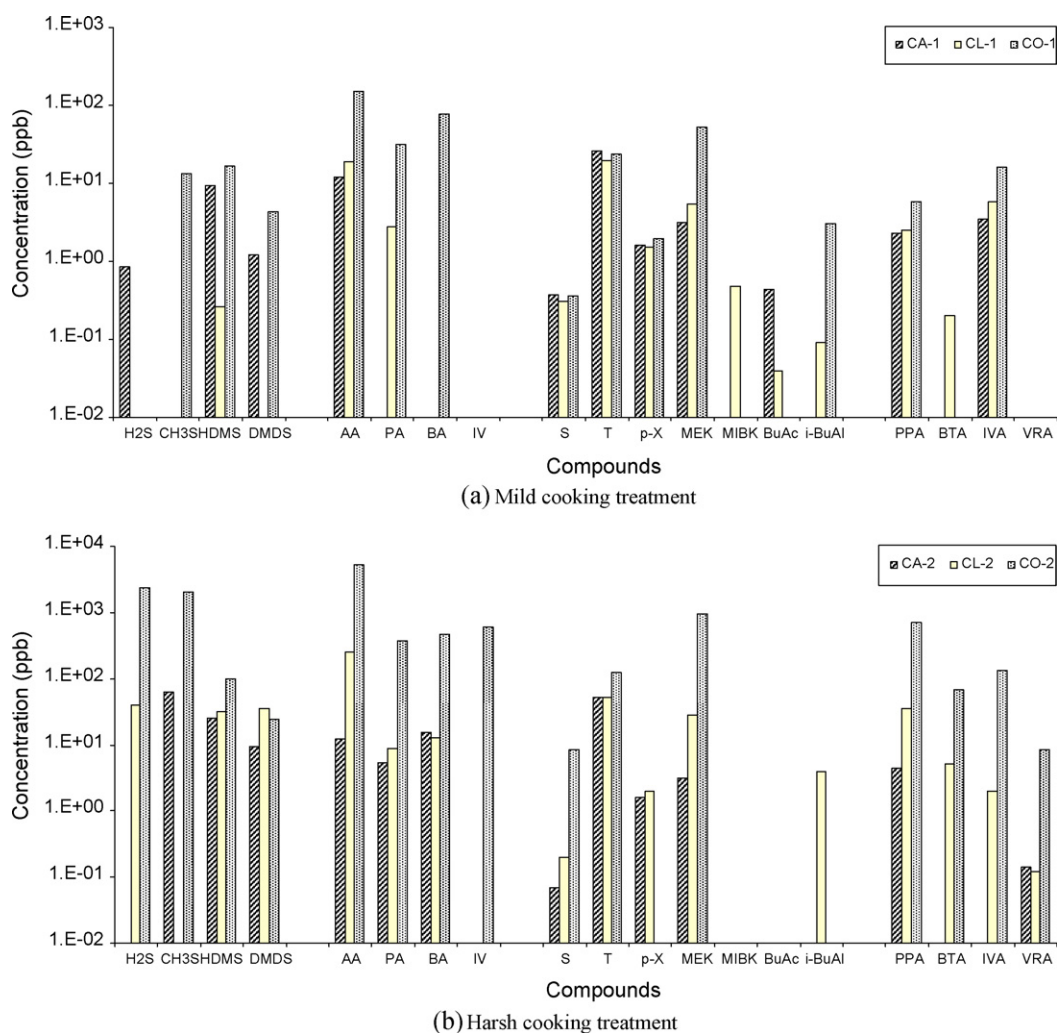 (a)
1.E+03
1.E+02
1.E+01
1.E+00
1.E-01
1.E-02
Concentration (ppb)
CA-1 CL-1 CO-1
H2S CH3SHDMS DMDS AA PA BA IV S T p-X MEK MIBK BuAc i-BuAl PPA BTA IVA VRA
Compounds
(a) Mild cooking treatment
1.E+04
1.E+03
1.E+02
1.E+01
1.E+00
1.E-01
1.E-02
Concentration (ppb)
CA-2 CL-2 CO-2
H2S CH3SHDMS DMDS AA PA BA IV S T p-X MEK MIBK BuAc i-BuAl PPA BTA IVA VRA
Compounds
(b) Harsh cooking treatment